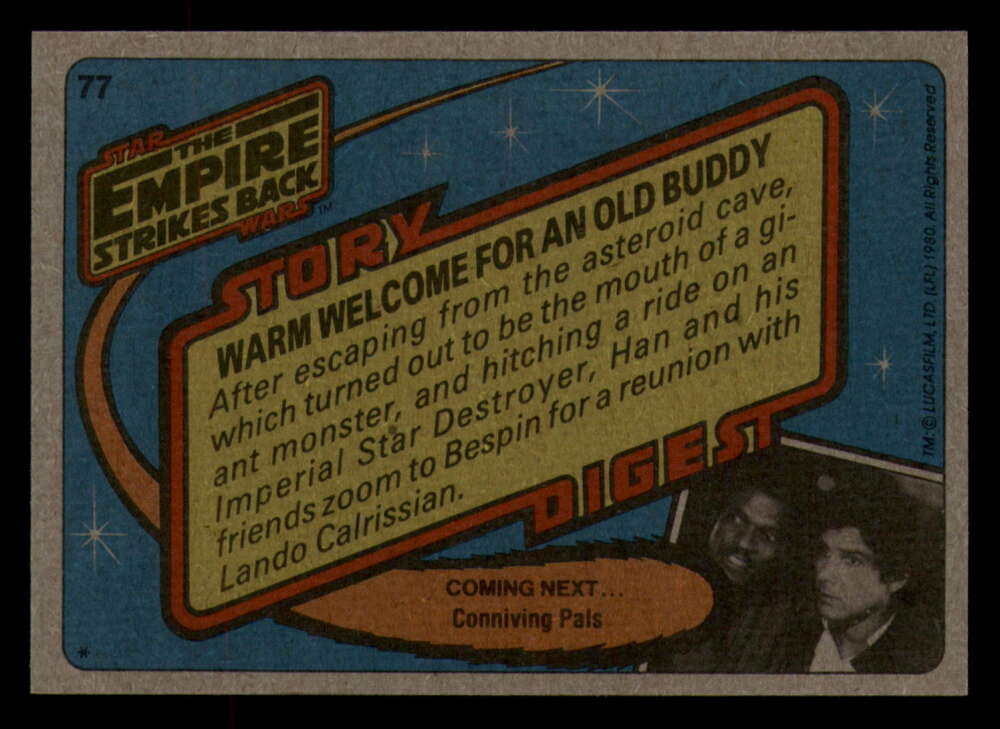 77
STAR
THE
EMPIRE
STRIKES BACK
WARS™
STORY
WARM WELCOME FOR AN OLD BUDDY
After escaping from the asteroid cave,
which turned out to be the mouth of a gi-
ant monster, and hitching a ride on an
Imperial Star Destroyer, Han and his
friends zoom to Bespin for a reunion with
Lando Calrissian.
DIGEST
COMING NEXT...
Conniving Pals
*
TM: © LUCASFILM, LTD. (LFL) 1980. All Rights Reserved